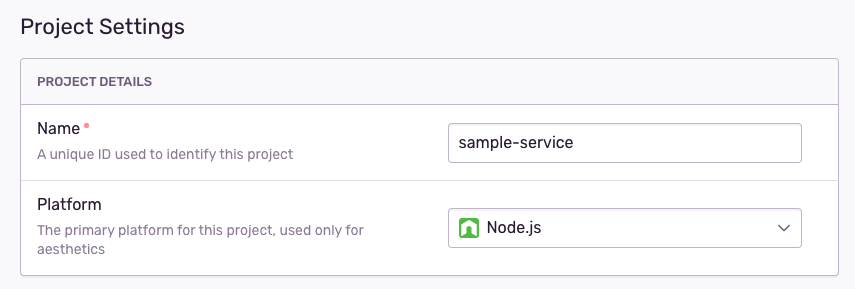 Project Settings
PROJECT DETAILS
Name
A unique ID used to identify this project
sample-service
Platform
The primary platform for this project, used only for
aesthetics
Node.js